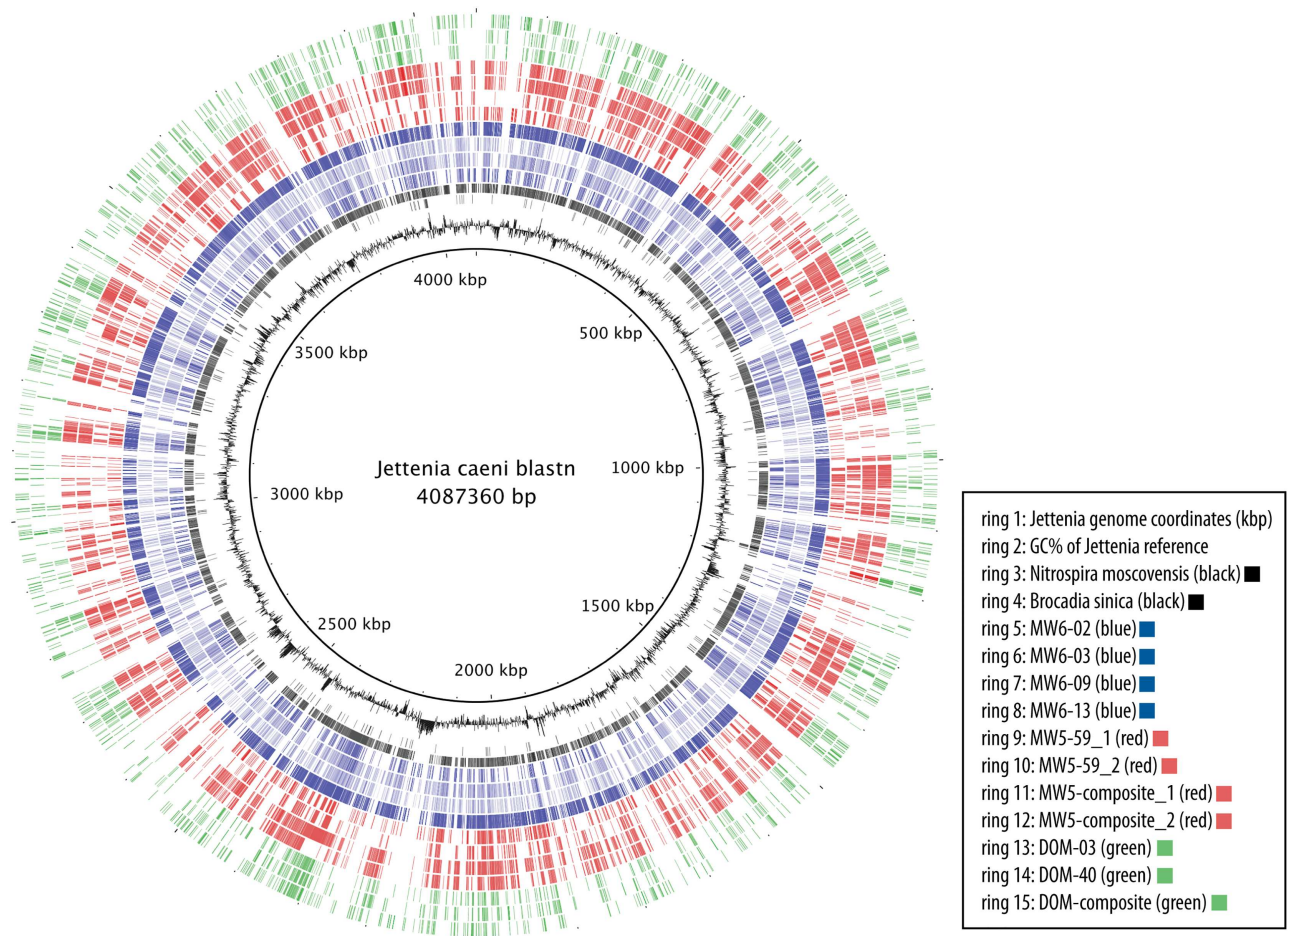 4000 kbp
500 kbp
3500 kbp
Jettenia caeni blastn
4087360 bp
1000 kbp
3000 kbp
1500 kbp
2500 kbp
2000 kbp
ring 1: Jettenia genome coordinates (kbp)
ring 2: GC% of Jettenia reference
ring 3: Nitrospira moscovensis (black)
ring 4: Brocadia sinica (black)
ring 5: MW6-02 (blue)
ring 6: MW6-03 (blue)
ring 7: MW6-09 (blue)
ring 8: MW6-13 (blue)
ring 9: MW5-59_1 (red)
ring 10: MW5-59_2 (red)
ring 11: MW5-composite_1 (red)
ring 12: MW5-composite_2 (red)
ring 13: DOM-03 (green)
ring 14: DOM-40 (green)
ring 15: DOM-composite (green)